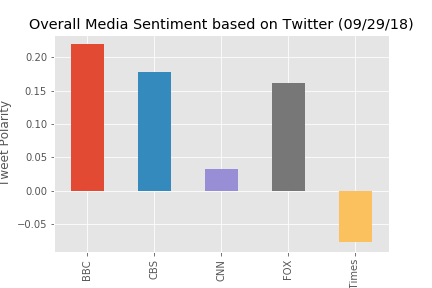 Overall Media Sentiment based on Twitter (09/29/18)
Tweet Polarity
0.20
0.15
0.10
0.05
0.00
−0.05
BBC
CBS
CNN
FOX
Times